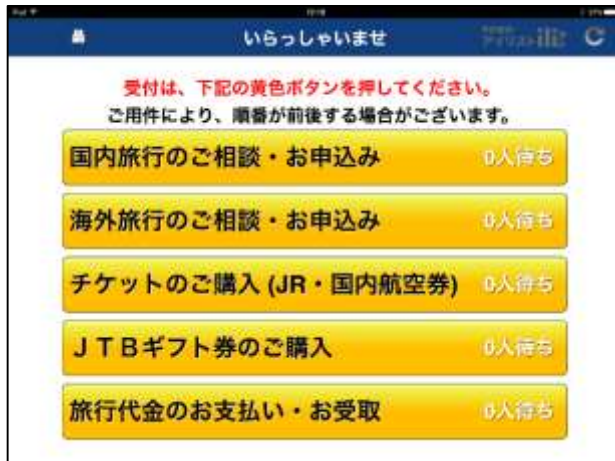 いらっしゃいませ
受付は、下記の黄色ボタンを押してください。
ご用件により、順番が前後する場合がございます。
国内旅行のご相談・お申込み 0人待ち
海外旅行のご相談・お申込み 0人待ち
チケットのご購入 (JR・国内航空券) 0人待ち
JTBギフト券のご購入 0人待ち
旅行代金のお支払い・お受取 0人待ち